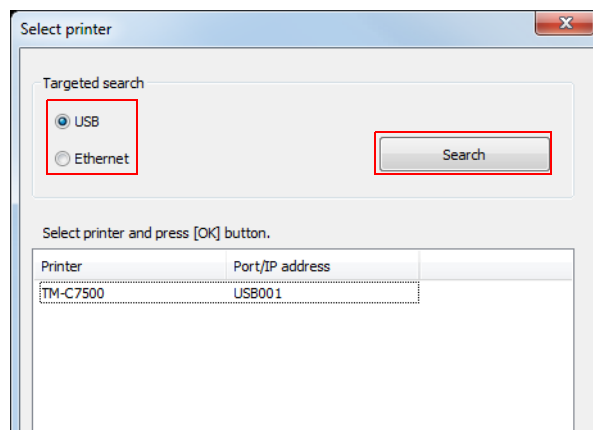 Select printer
Targeted search
USB
Ethernet
Search
Select printer and press [OK] button.
Printer Port/IP address
TM-C7500 USB001